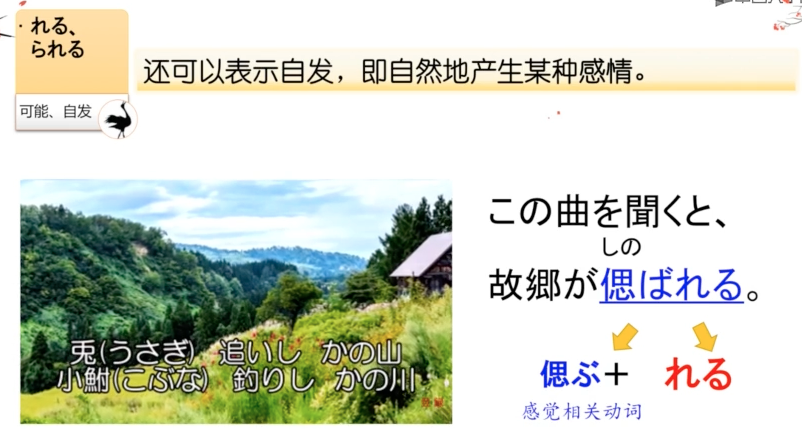 ・れる、
られる
可能、自发
还可以表示自发，即自然地产生某种感情。
兎(うさぎ)　追いし　かの山
小鮒(こぶな)　釣りし　かの川
この曲を聞くと、
しの
故郷が偲ばれる。
偲ぶ＋　れる
感觉相关动词